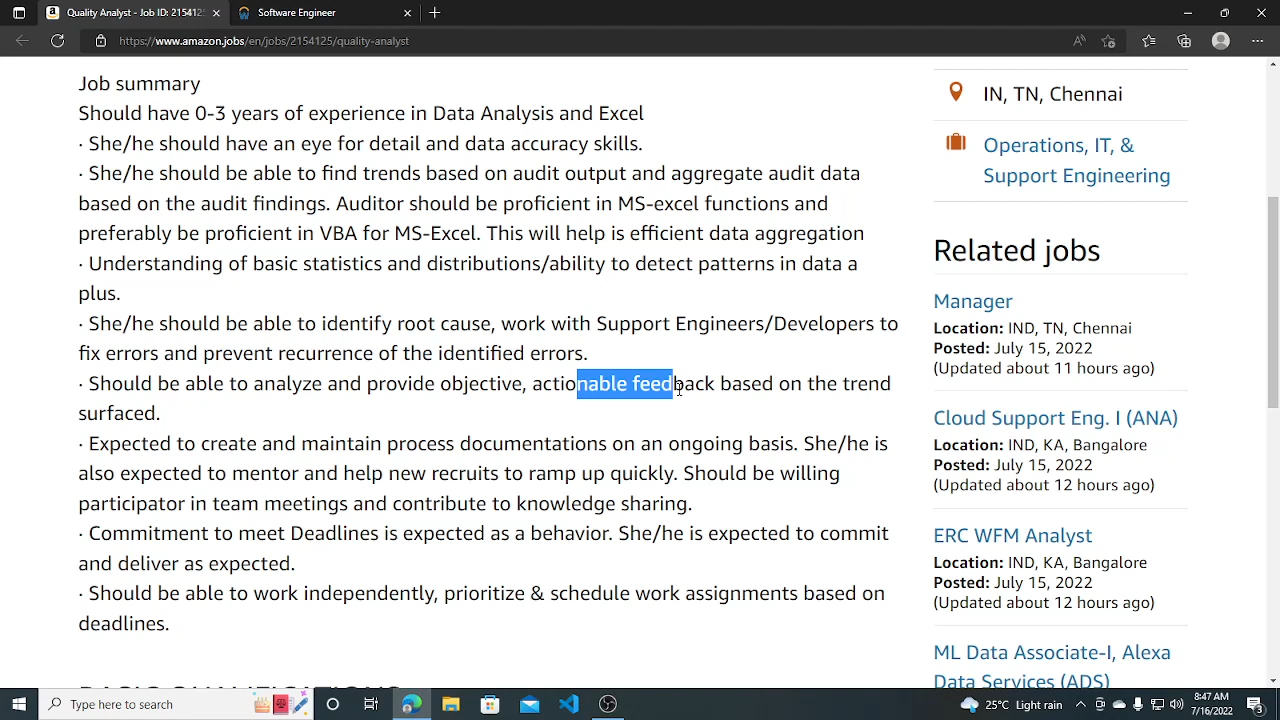 Quality Analyst - Job ID: 2154125
Software Engineer
https://www.amazon.jobs/en/jobs/2154125/quality-analyst
Job summary
Should have 0-3 years of experience in Data Analysis and Excel
· She/he should have an eye for detail and data accuracy skills.
· She/he should be able to find trends based on audit output and aggregate audit data
based on the audit findings. Auditor should be proficient in MS-excel functions and
preferably be proficient in VBA for MS-Excel. This will help is efficient data aggregation
· Understanding of basic statistics and distributions/ability to detect patterns in data a
plus.
· She/he should be able to identify root cause, work with Support Engineers/Developers to
fix errors and prevent recurrence of the identified errors.
· Should be able to analyze and provide objective, actionable feedback based on the trend
surfaced.
· Expected to create and maintain process documentations on an ongoing basis. She/he is
also expected to mentor and help new recruits to ramp up quickly. Should be willing
participator in team meetings and contribute to knowledge sharing.
· Commitment to meet Deadlines is expected as a behavior. She/he is expected to commit
and deliver as expected.
· Should be able to work independently, prioritize & schedule work assignments based on
deadlines.
IN, TN, Chennai
Operations, IT, &
Support Engineering
Related jobs
Manager
Location: IND, TN, Chennai
Posted: July 15, 2022
(Updated about 11 hours ago)
Cloud Support Eng. I (ANA)
Location: IND, KA, Bangalore
Posted: July 15, 2022
(Updated about 12 hours ago)
ERC WFM Analyst
Location: IND, KA, Bangalore
Posted: July 15, 2022
(Updated about 12 hours ago)
ML Data Associate-I, Alexa
Data Services (ADS)
Type here to search
25°C Light rain
8:47 AM
7/16/2022